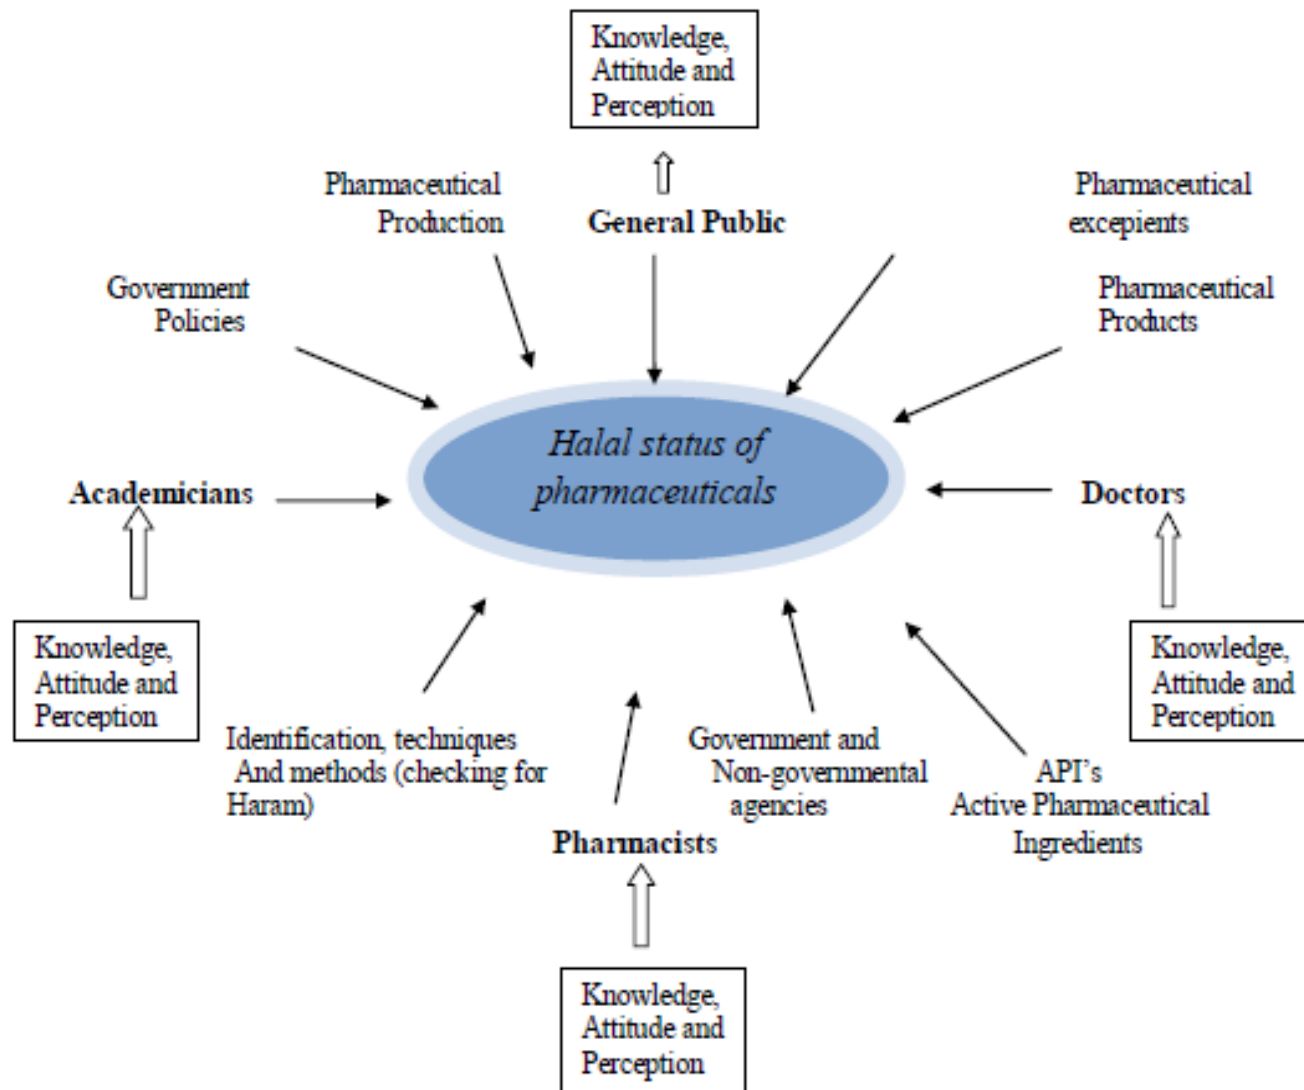 Knowledge,
Attitude and
Perception
Pharmaceutical
Production
General Public
Pharmaceutical
excepients
Government
Policies
Pharmaceutical
Products
Halal status of
pharmaceuticals
Academicians
Doctors
Knowledge,
Attitude and
Perception
Knowledge,
Attitude and
Perception
Identification, techniques
And methods (checking for
Haram)
Government and
Non-governmental
agencies
API's
Active Pharmaceutical
Ingredients
Pharmacists
Knowledge,
Attitude and
Perception